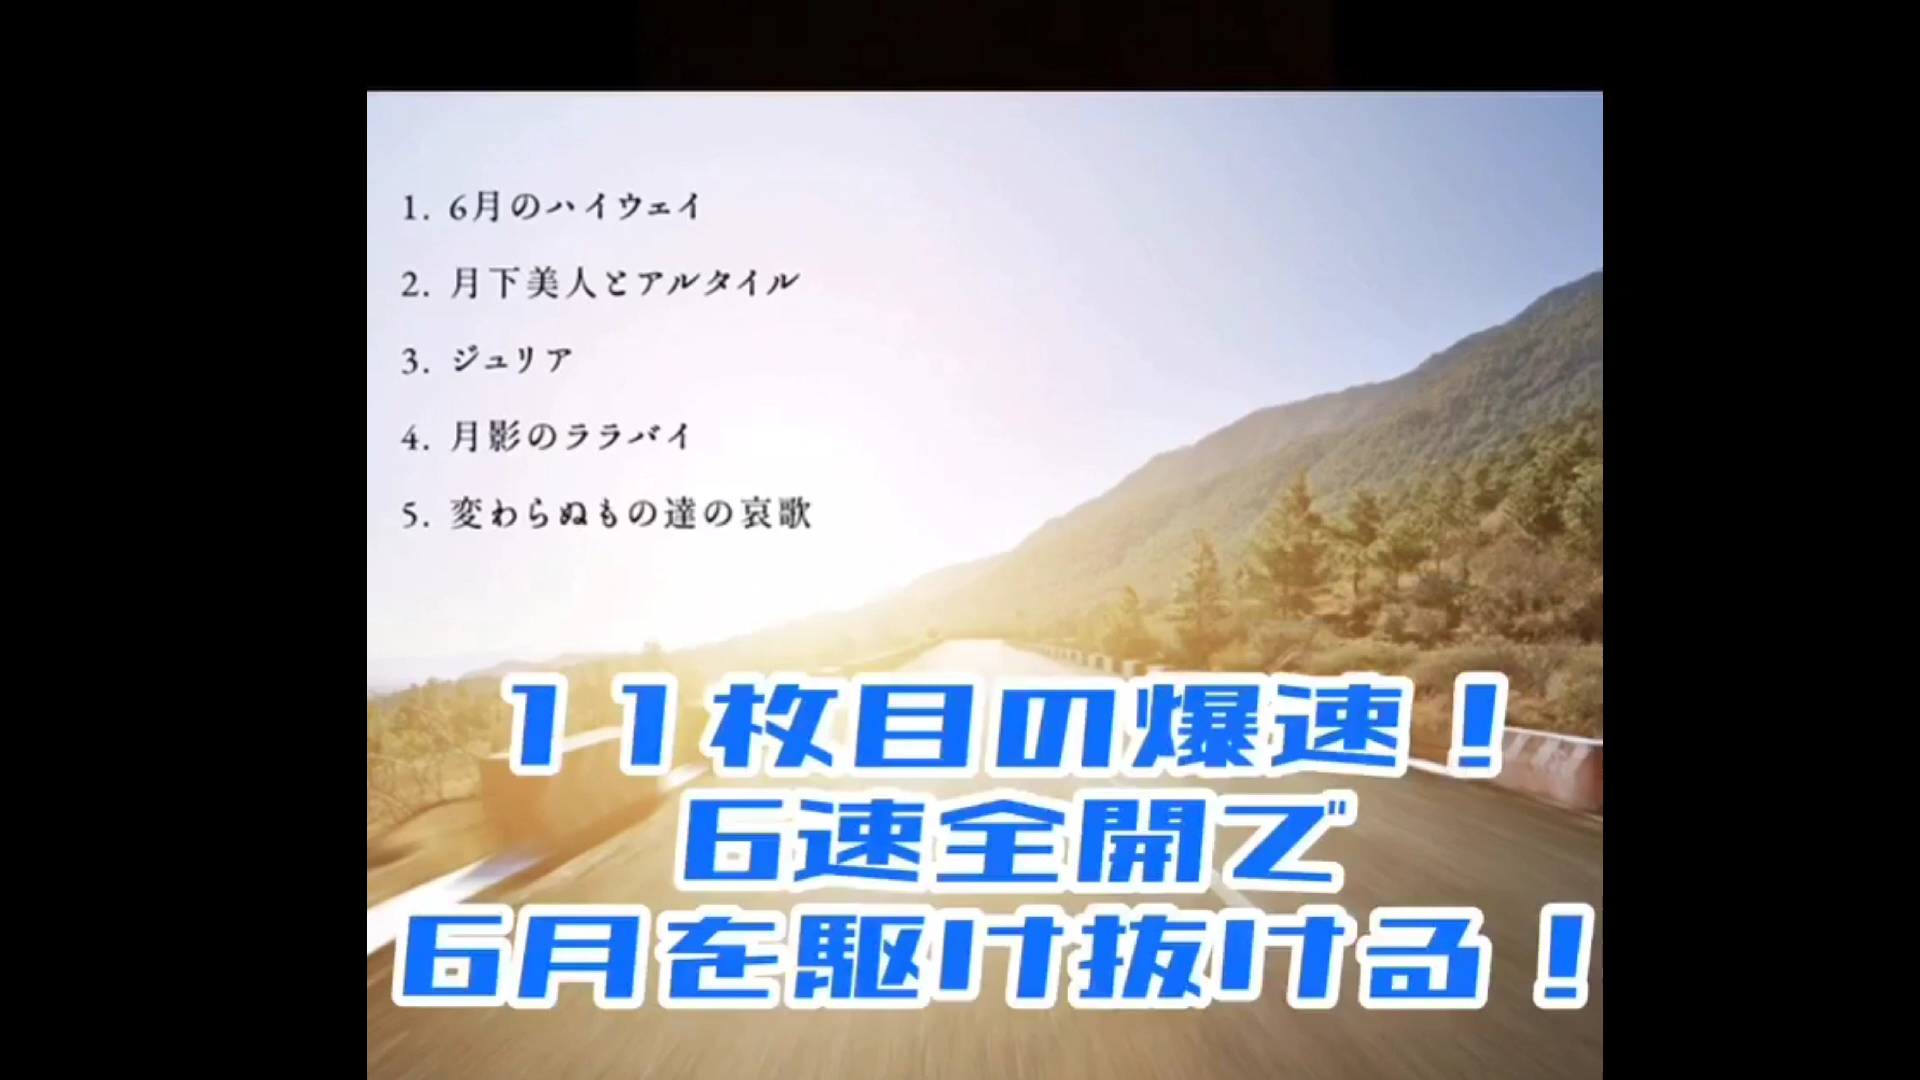 1. 6月のハイウェイ
2. 月下美人とアルタイル
3. ジュリア
4. 月影のララバイ
5. 変わらぬもの達の哀歌
11枚目の爆速！
6速全開で
6月を駆け抜ける！